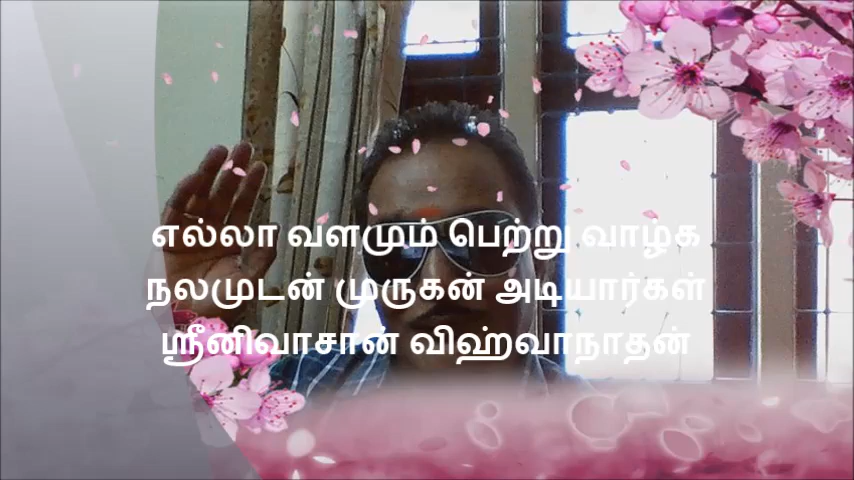 எல்லா வளமும் பெற்று வாழ்க
நலமுடன் முருகன் அடியார்கள்
ஸ்ரீனிவாசான் விஹ்வாநாதன்